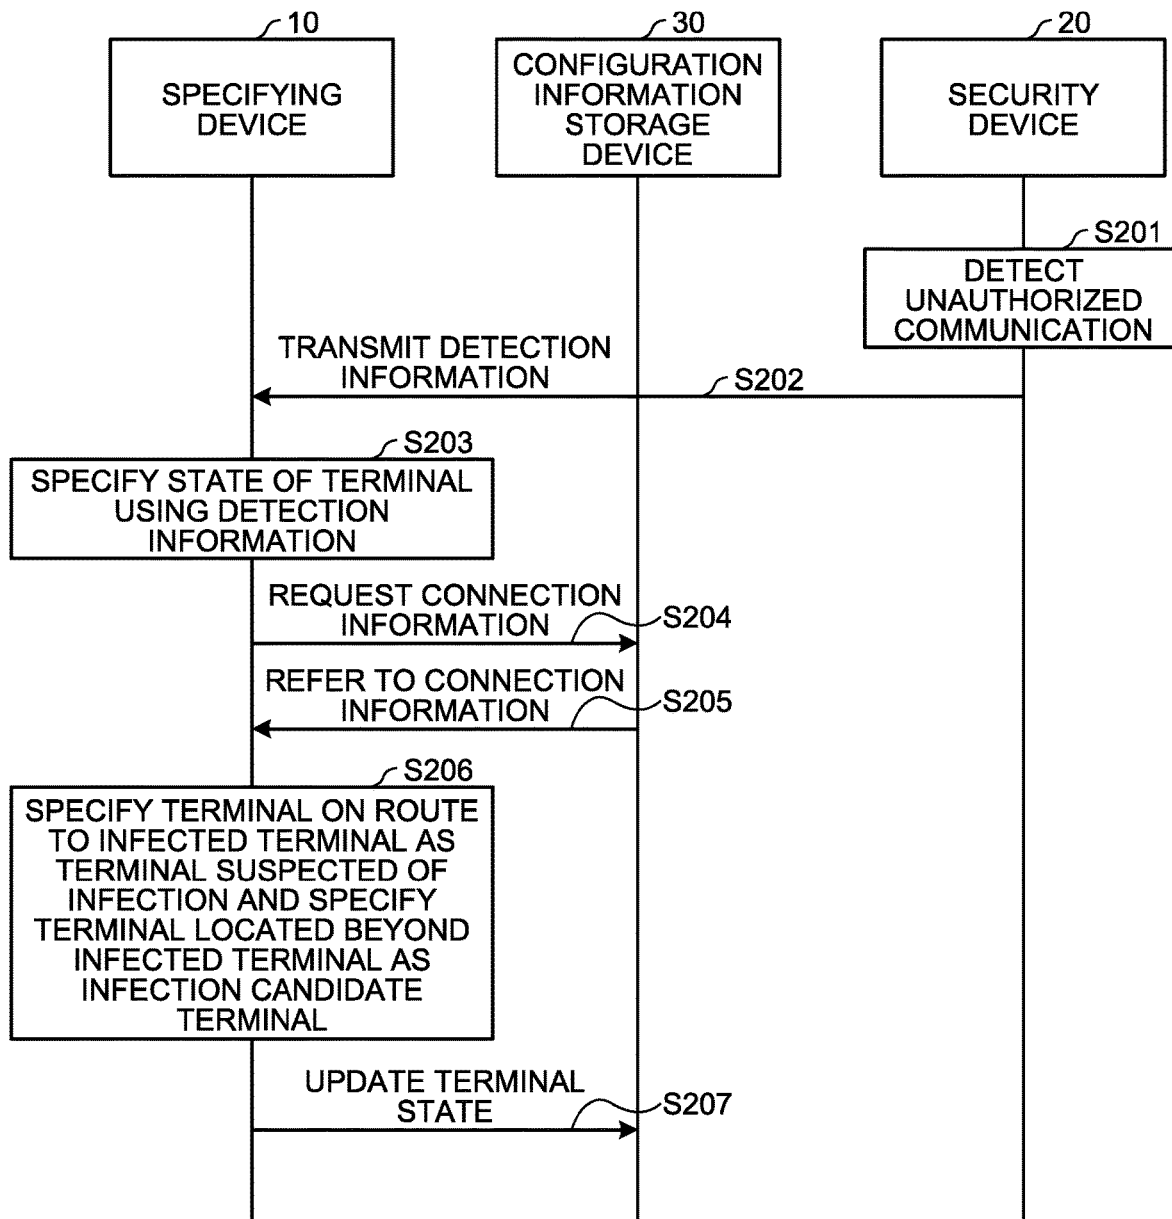 10
30
20
SPECIFYING
DEVICE
CONFIGURATION
INFORMATION
STORAGE
DEVICE
SECURITY
DEVICE
S201
DETECT
UNAUTHORIZED
COMMUNICATION
TRANSMIT DETECTION
INFORMATION
S202
S203
SPECIFY STATE OF TERMINAL
USING DETECTION
INFORMATION
REQUEST CONNECTION
INFORMATION
S204
REFER TO CONNECTION
INFORMATION
S205
S206
SPECIFY TERMINAL ON ROUTE
TO INFECTED TERMINAL AS
TERMINAL SUSPECTED OF
INFECTION AND SPECIFY
TERMINAL LOCATED BEYOND
INFECTED TERMINAL AS
INFECTION CANDIDATE
TERMINAL
UPDATE TERMINAL
STATE
S207